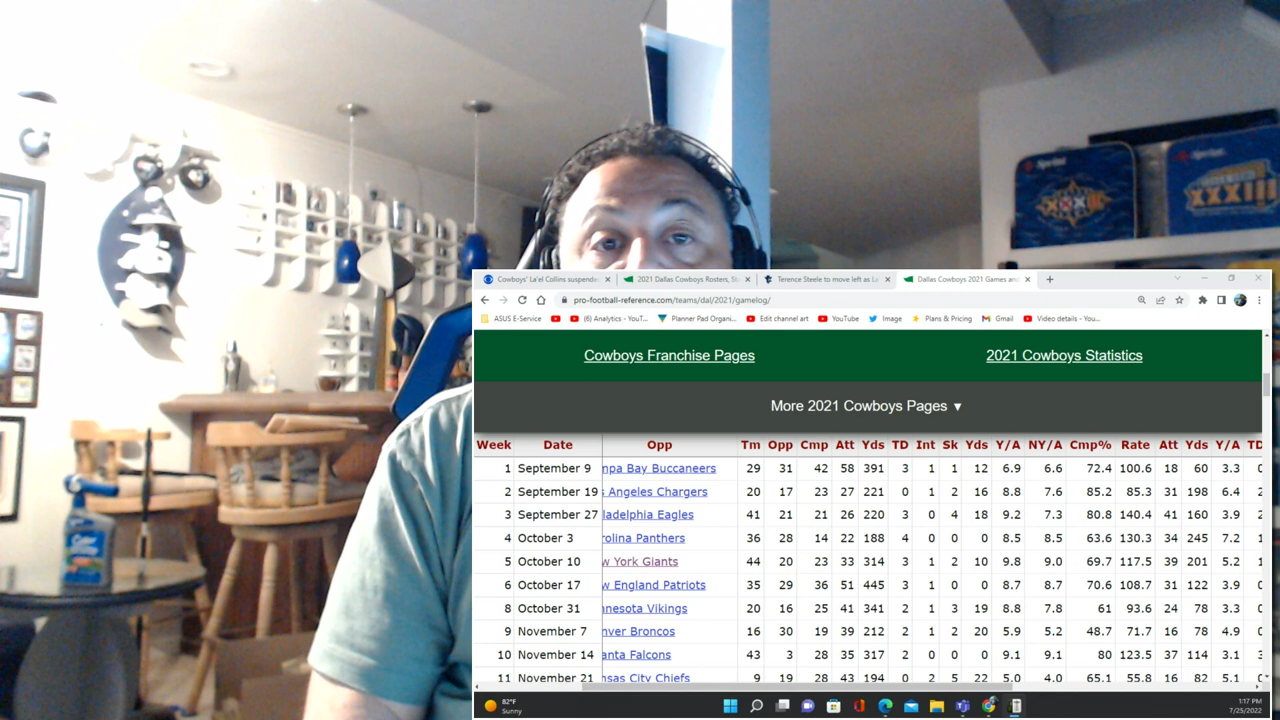 Sprint
XXXII
Sprint
XXXIII
Cowboys' La'el Collins suspende
2021 Dallas Cowboys Rosters, St
Terence Steele to move left as L
Dallas Cowboys 2021 Games and
pro-football-reference.com/teams/dal/2021/gamelog/
ASUS E-Service
(6) Analytics - YouT...
Planner Pad Organi...
Edit channel art
YouTube
Image
Plans & Pricing
Gmail
Video details - You...
Cowboys Franchise Pages
2021 Cowboys Statistics
More 2021 Cowboys Pages ▼
Week Date Opp Tm Opp Cmp Att Yds TD Int Sk Yds Y/A NY/A Cmp% Rate Att Yds Y/A TD
1 September 9 mpa Bay Buccaneers 29 31 42 58 391 3 1 1 12 6.9 6.6 72.4 100.6 18 60 3.3 0
2 September 19 s Angeles Chargers 20 17 23 27 221 0 1 2 16 8.8 7.6 85.2 85.3 31 198 6.4 2
3 September 27 iladelphia Eagles 41 21 21 26 220 3 0 4 18 9.2 7.3 80.8 140.4 41 160 3.9 2
4 October 3 rolina Panthers 36 28 14 22 188 4 0 0 0 8.5 8.5 63.6 130.3 34 245 7.2 1
5 October 10 w York Giants 44 20 23 33 314 3 1 2 10 9.8 9.0 69.7 117.5 39 201 5.2 1
6 October 17 w England Patriots 35 29 36 51 445 3 1 0 0 8.7 8.7 70.6 108.7 31 122 3.9 0
8 October 31 nnesota Vikings 20 16 25 41 341 2 1 3 19 8.8 7.8 61 93.6 24 78 3.3 0
9 November 7 nver Broncos 16 30 19 39 212 2 1 2 20 5.9 5.2 48.7 71.7 16 78 4.9 0
10 November 14 anta Falcons 43 3 28 35 317 2 0 0 0 9.1 9.1 80 123.5 37 114 3.1 3
11 November 21 nsas City Chiefs 9 19 28 43 194 0 2 5 22 5.0 4.0 65.1 55.8 16 82 5.1
82°F
Sunny
1:17 PM
7/25/2022